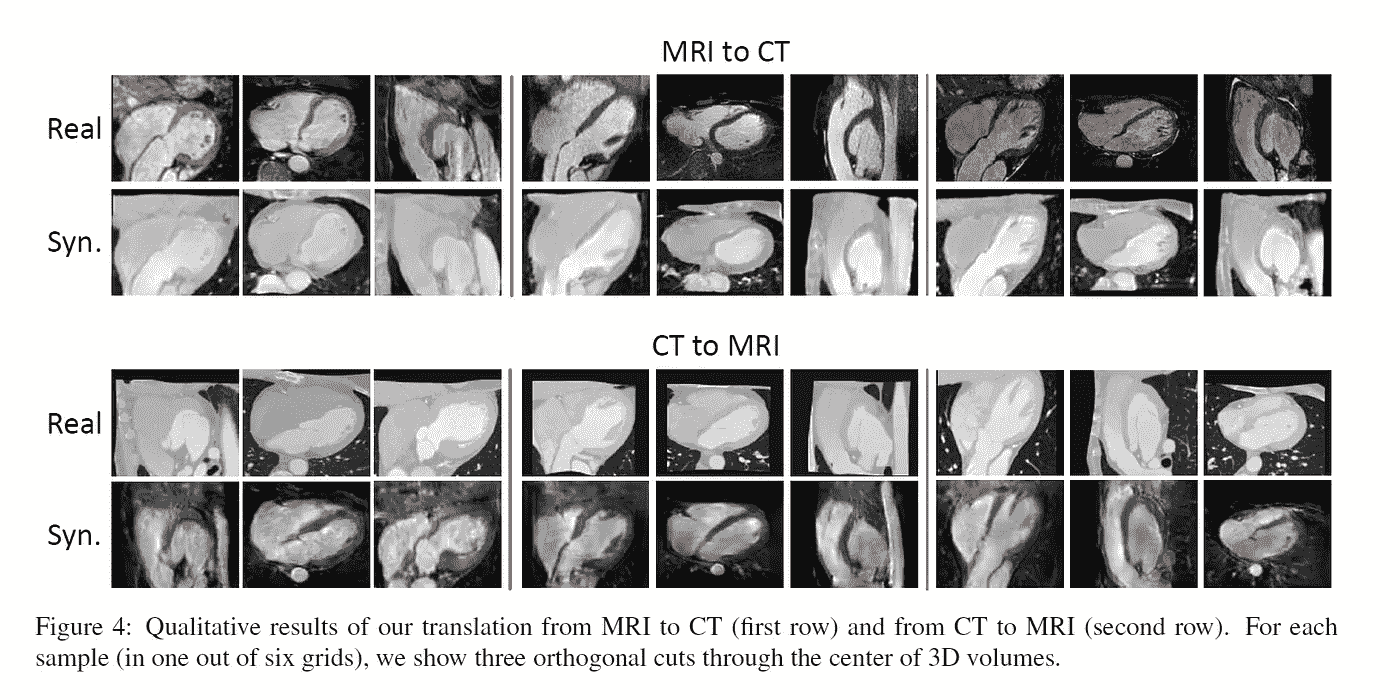 MRI to CT
Real
Syn.
CT to MRI
Real
Syn.
Figure 4: Qualitative results of our translation from MRI to CT (first row) and from CT to MRI (second row). For each
sample (in one out of six grids), we show three orthogonal cuts through the center of 3D volumes.